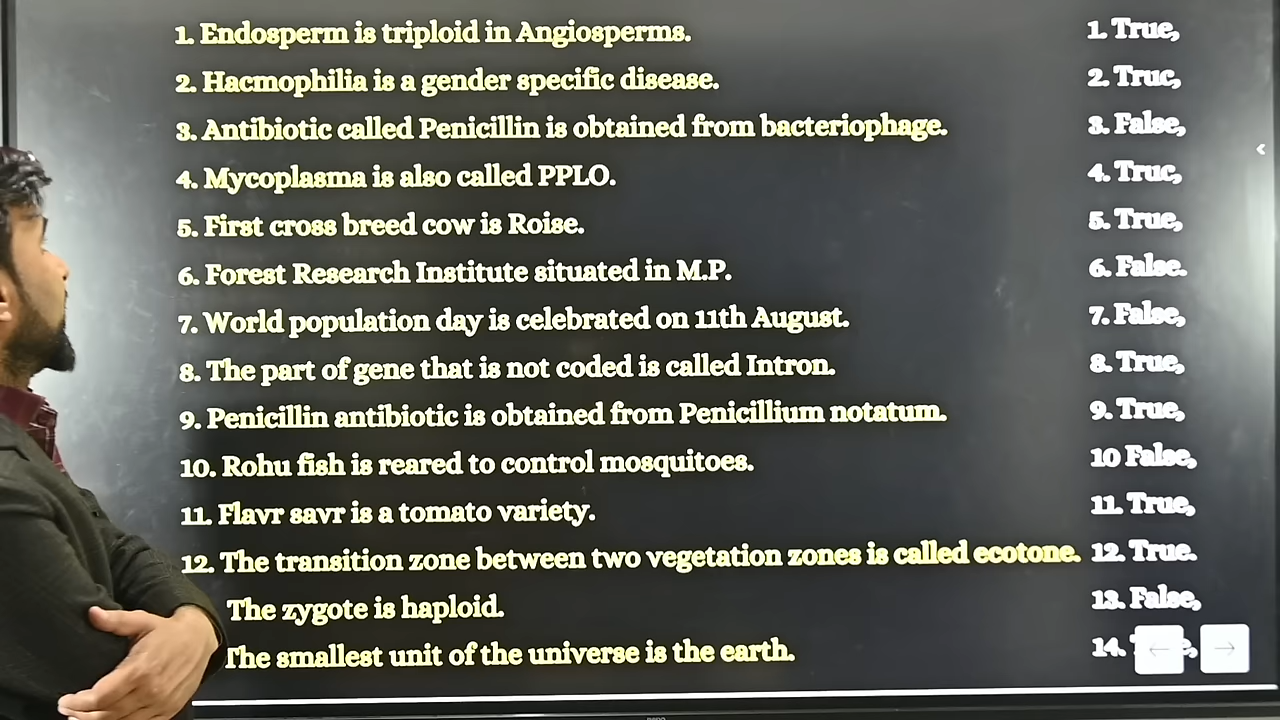 1. Endosperm is triploid in Angiosperms. 1. True,
2. Hacmophilia is a gender specific disease. 2. Truc,
3. Antibiotic called Penicillin is obtained from bacteriophage. 3. False,
4. Mycoplasma is also called PPLO. 4. Truc,
5. First cross breed cow is Roise. 5. True,
6. Forest Research Institute situated in M.P. 6. False.
7. World population day is celebrated on 11th August. 7. False,
8. The part of gene that is not coded is called Intron. 8. True,
9. Penicillin antibiotic is obtained from Penicillium notatum. 9. True,
10. Rohu fish is reared to control mosquitoes. 10 False,
11. Flavr savr is a tomato variety. 11. True,
12. The transition zone between two vegetation zones is called ecotone. 12. True.
The zygote is haploid. 13. False,
The smallest unit of the universe is the earth. 14.